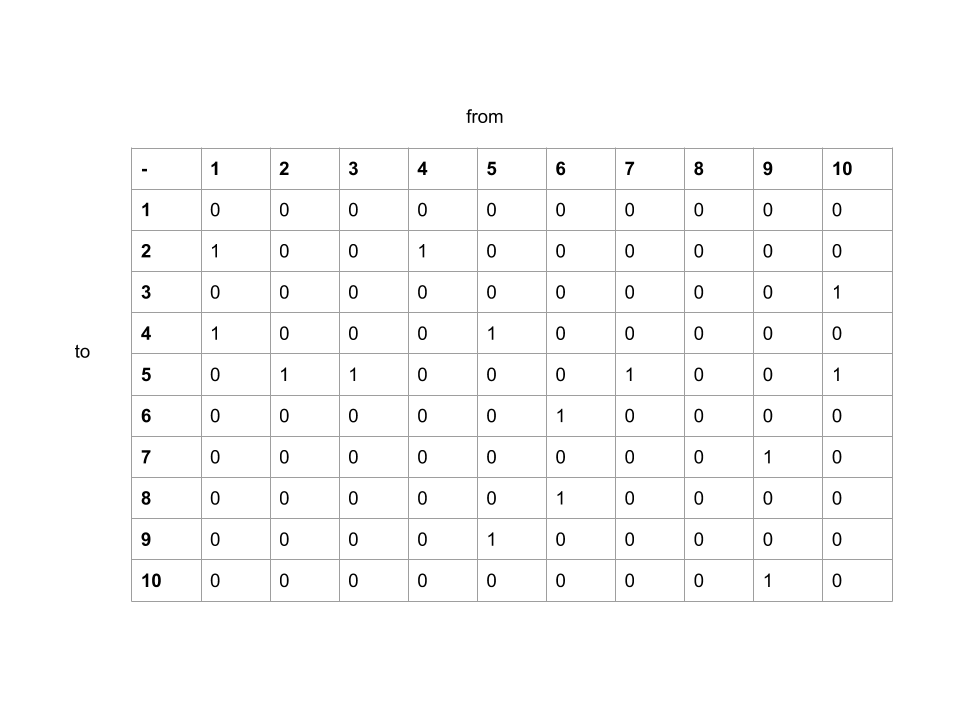 from
- 1 2 3 4 5 6 7 8 9 10
1 0 0 0 0 0 0 0 0 0 0
2 1 0 0 1 0 0 0 0 0 0
3 0 0 0 0 0 0 0 0 0 1
4 1 0 0 0 1 0 0 0 0 0
to
5 0 1 1 0 0 0 1 0 0 1
6 0 0 0 0 0 1 0 0 0 0
7 0 0 0 0 0 0 0 0 1 0
8 0 0 0 0 0 1 0 0 0 0
9 0 0 0 0 1 0 0 0 0 0
10 0 0 0 0 0 0 0 0 1 0